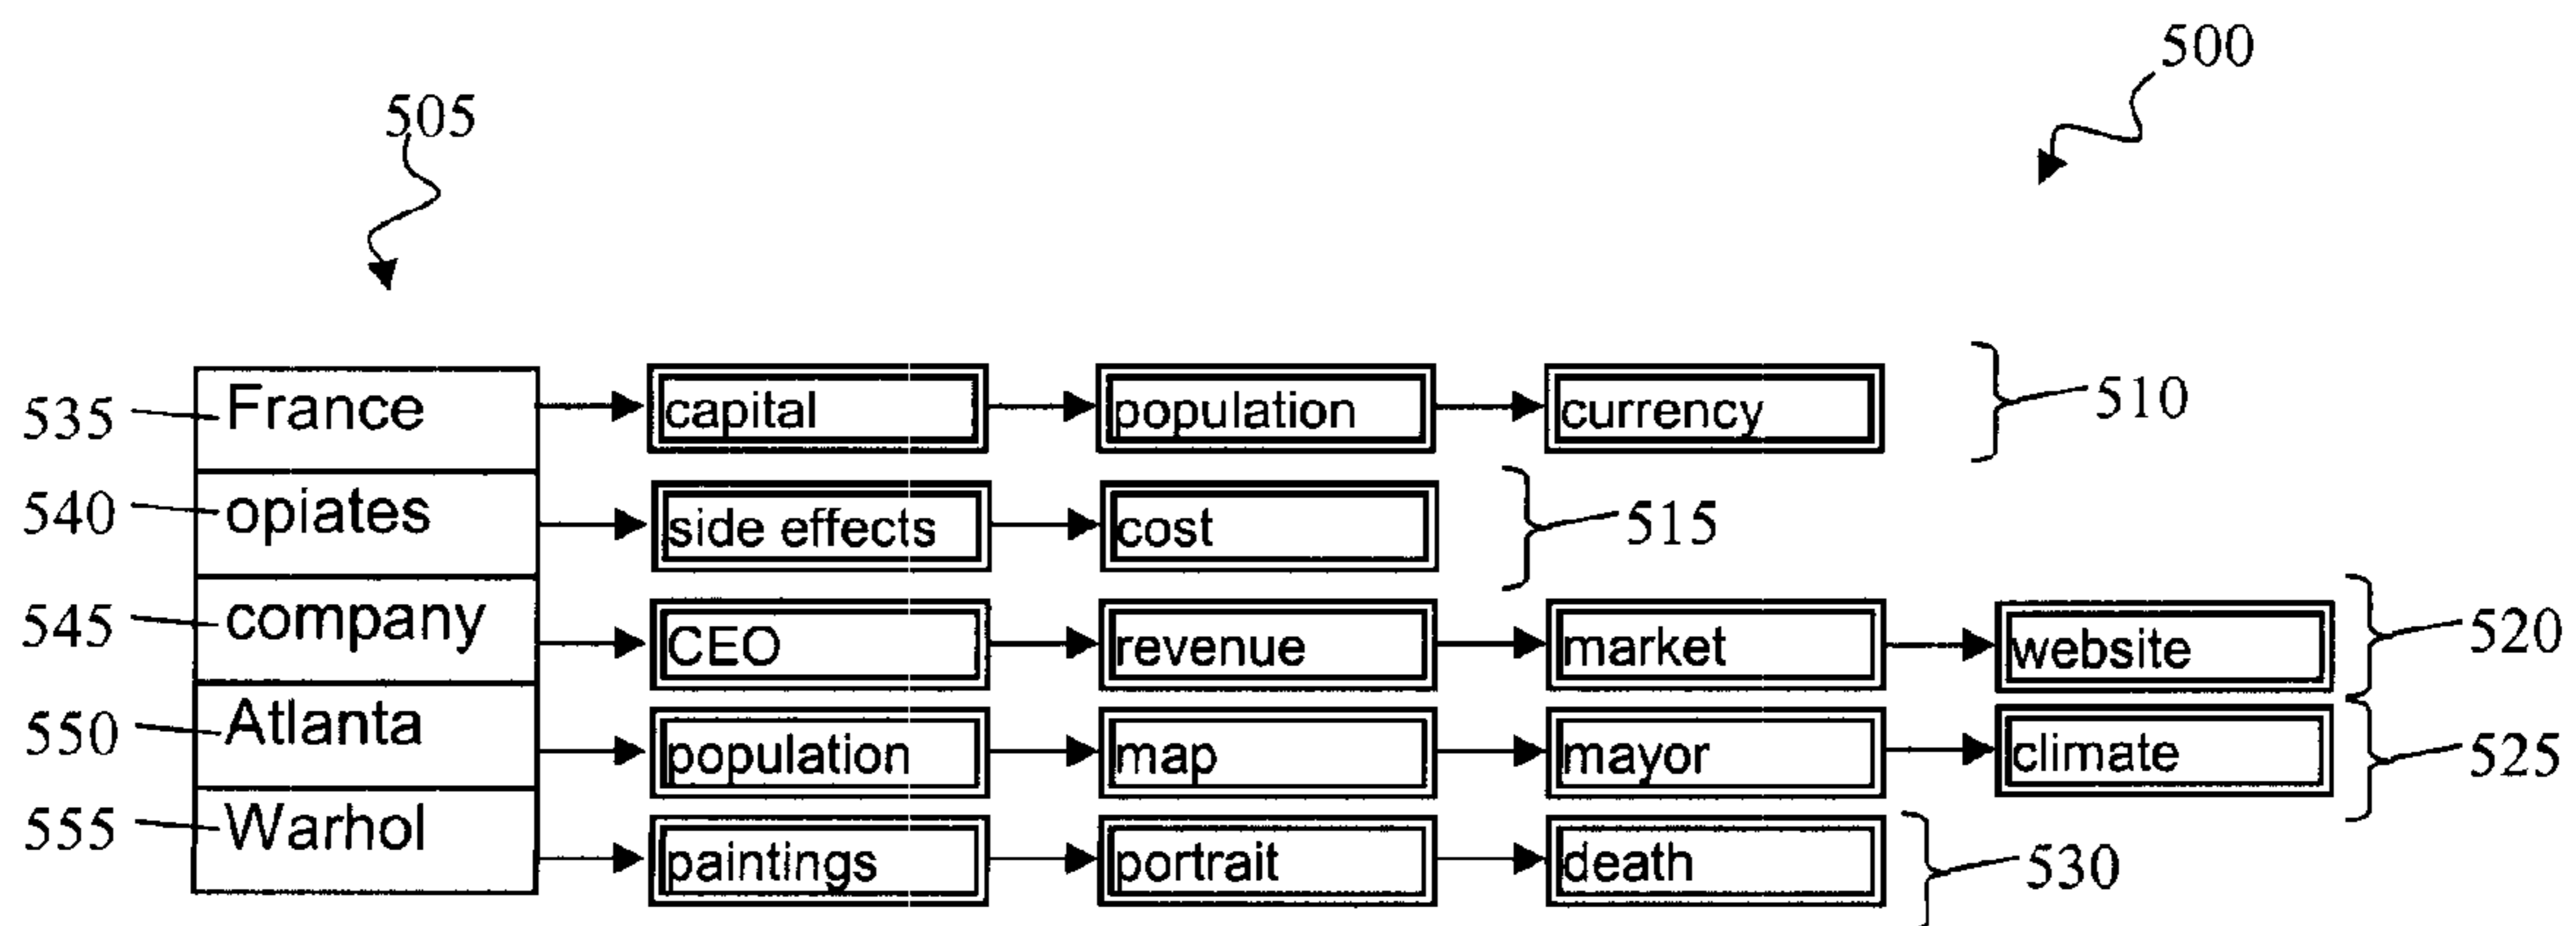 500
505
535 France capital population currency 510
540 opiates side effects cost 515
545 company CEO revenue market website 520
550 Atlanta population map mayor climate 525
555 Warhol paintings portrait death 530